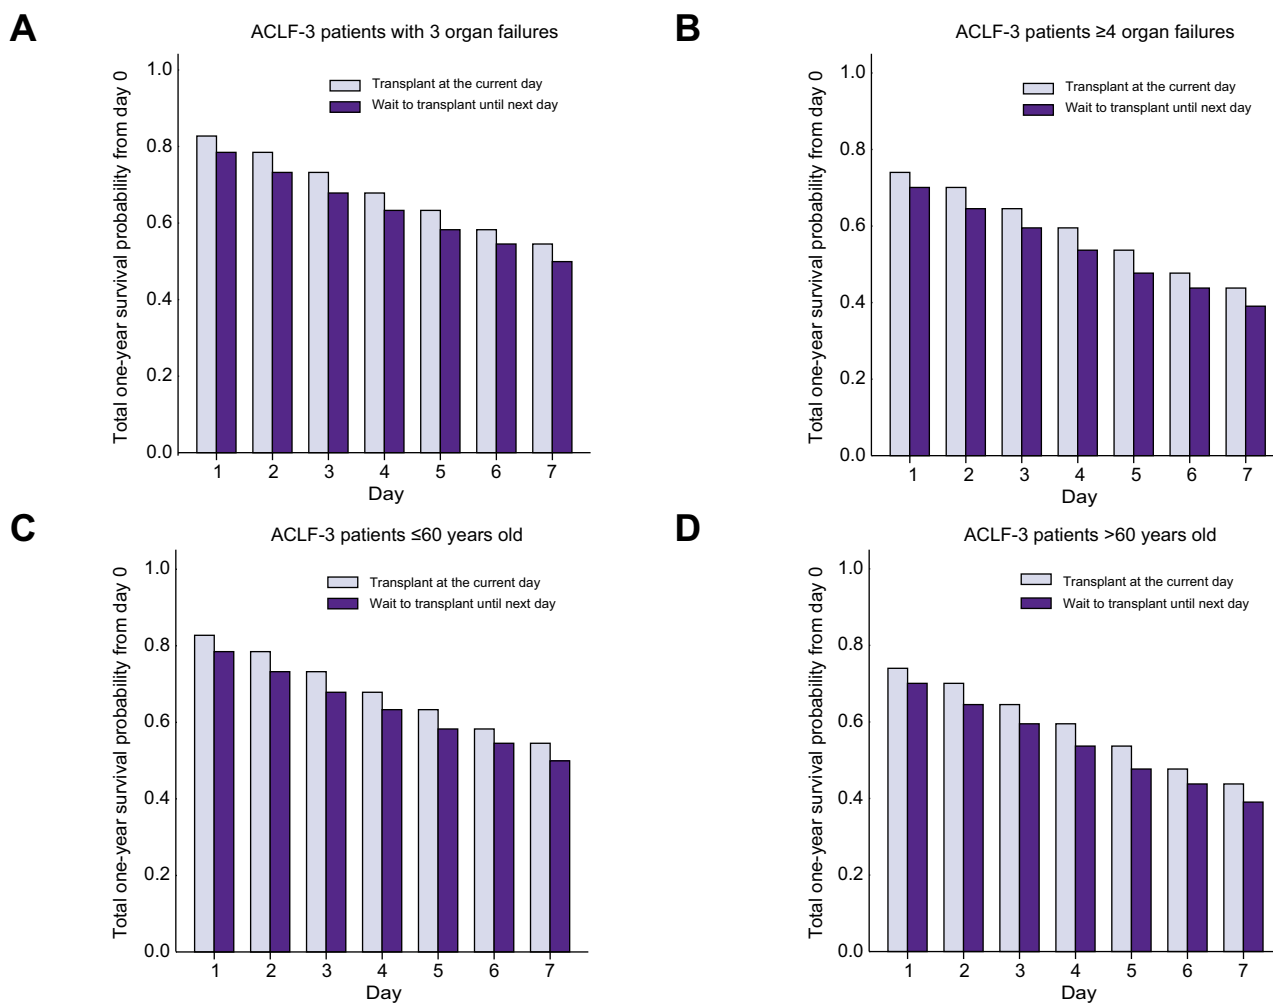 A
ACLF-3 patients with 3 organ failures
Total one-year survival probability from day 0
1.0
0.8
0.6
0.4
0.2
0.0
Transplant at the current day
Wait to transplant until next day
1 2 3 4 5 6 7
Day
B
ACLF-3 patients ≥4 organ failures
Total one-year survival probability from day 0
1.0
0.8
0.6
0.4
0.2
0.0
Transplant at the current day
Wait to transplant until next day
1 2 3 4 5 6 7
Day
C
ACLF-3 patients ≤60 years old
Total one-year survival probability from day 0
1.0
0.8
0.6
0.4
0.2
0.0
Transplant at the current day
Wait to transplant until next day
1 2 3 4 5 6 7
Day
D
ACLF-3 patients >60 years old
Total one-year survival probability from day 0
1.0
0.8
0.6
0.4
0.2
0.0
Transplant at the current day
Wait to transplant until next day
1 2 3 4 5 6 7
Day